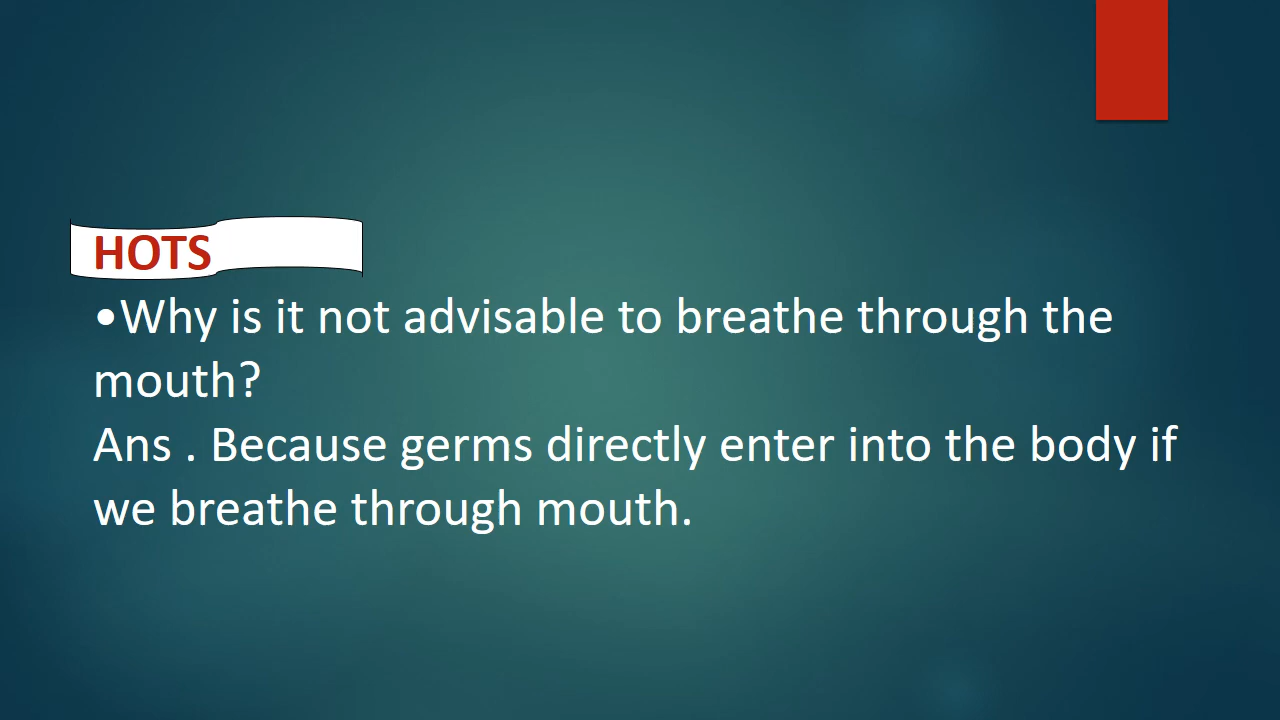 HOTS
•Why is it not advisable to breathe through the
mouth?
Ans . Because germs directly enter into the body if
we breathe through mouth.